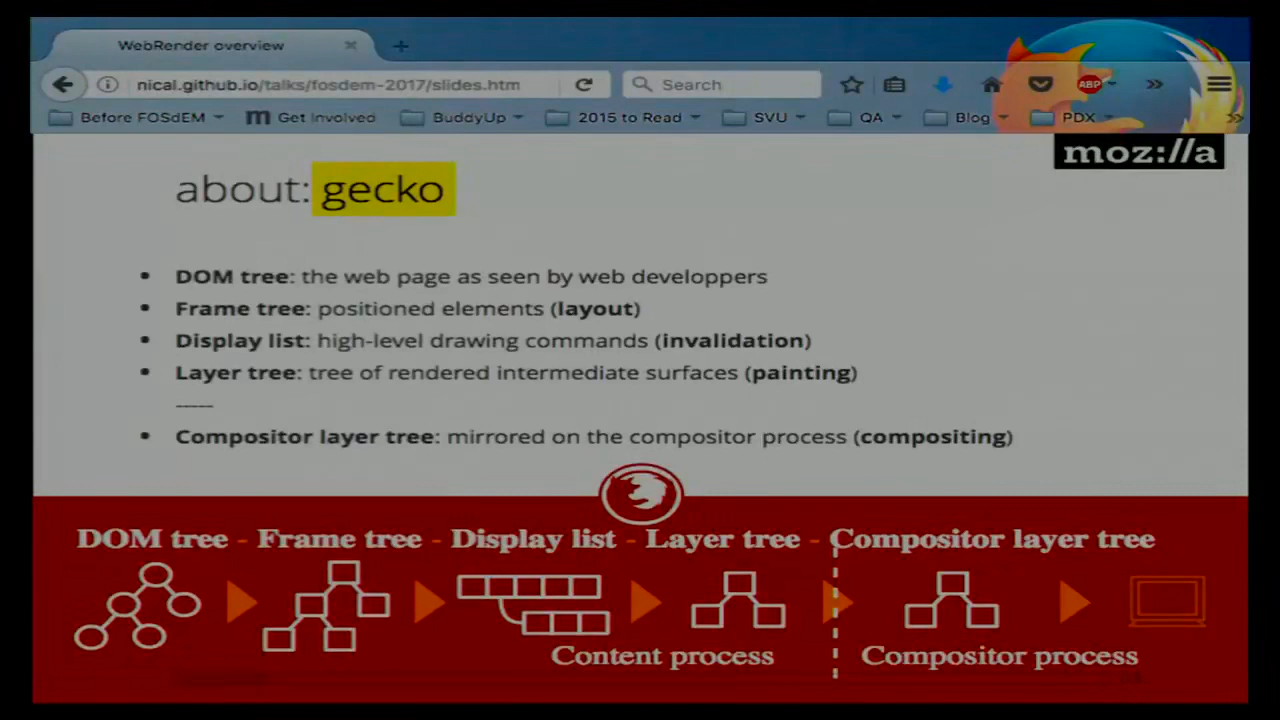 WebRender overview
nical.github.io/talks/fosdem-2017/slides.htm
Search
ABP
Before FOSdEM
m Get Involved
BuddyUp
2015 to Read
SVU
QA
Blog
PDX
moz://a
about: gecko
• DOM tree: the web page as seen by web developpers
• Frame tree: positioned elements (layout)
• Display list: high-level drawing commands (invalidation)
• Layer tree: tree of rendered intermediate surfaces (painting)
-----
• Compositor layer tree: mirrored on the compositor process (compositing)
DOM tree - Frame tree - Display list - Layer tree - Compositor layer tree
Content process
Compositor process